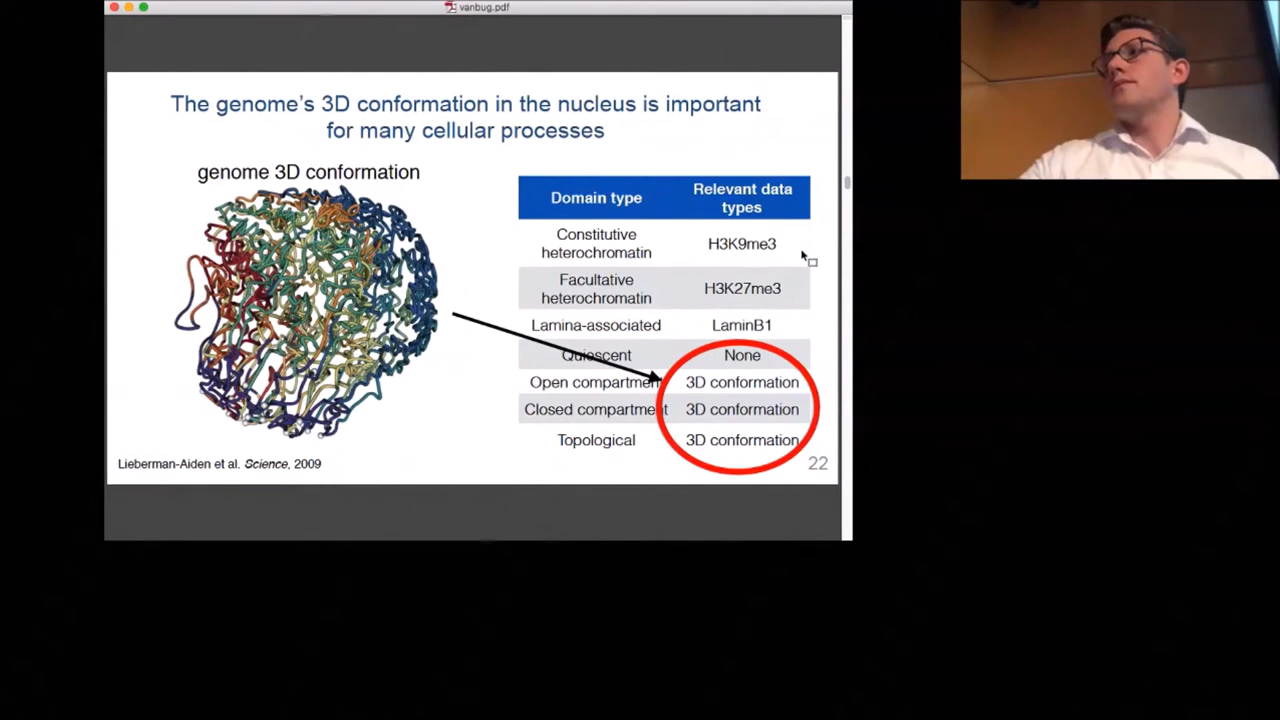 vanbug.pdf
The genome's 3D conformation in the nucleus is important
for many cellular processes
genome 3D conformation
Domain type
Relevant data
types
Constitutive
heterochromatin
H3K9me3
Facultative
heterochromatin
H3K27me3
Lamina-associated
LaminB1
Quiescent
None
Open compartment
3D conformation
Closed compartment
3D conformation
Topological
3D conformation
Lieberman-Aiden et al. Science, 2009
22